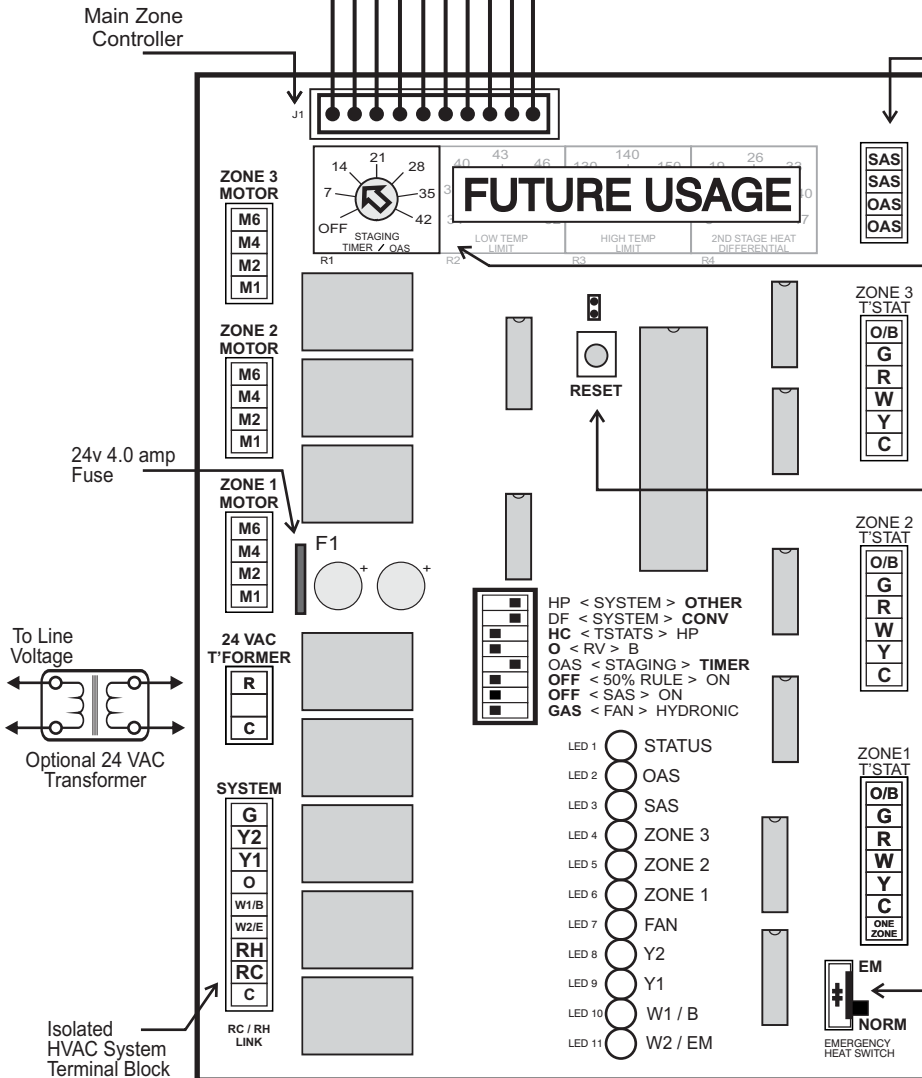 Main Zone
Controller
J1
21
14
28
7
35
OFF
42
STAGING
TIMER / OAS
R1
40
43
46
140
26
FUTURE USAGE
LOW TEMP
LIMIT
R2
HIGH TEMP
LIMIT
R3
2ND STAGE HEAT
DIFFERENTIAL
R4
SAS
SAS
OAS
OAS
ZONE 3
MOTOR
M6
M4
M2
M1
ZONE 2
MOTOR
M6
M4
M2
M1
24v 4.0 amp
Fuse
ZONE 1
MOTOR
M6
M4
M2
M1
F1
+
+
RESET
ZONE 3
T'STAT
O/B
G
R
W
Y
C
ZONE 2
T'STAT
O/B
G
R
W
Y
C
To Line
Voltage
Optional 24 VAC
Transformer
24 VAC
T'FORMER
R
C
HP < SYSTEM > OTHER
DF < SYSTEM > CONV
HC < TSTATS > HP
O < RV > B
OAS < STAGING > TIMER
OFF < 50% RULE > ON
OFF < SAS > ON
GAS < FAN > HYDRONIC
LED 1 STATUS
LED 2 OAS
LED 3 SAS
LED 4 ZONE 3
LED 5 ZONE 2
LED 6 ZONE 1
LED 7 FAN
LED 8 Y2
LED 9 Y1
LED 10 W1 / B
LED 11 W2 / EM
SYSTEM
G
Y2
Y1
O
W1/B
W2/E
RH
RC
C
RC / RH
LINK
Isolated
HVAC System
Terminal Block
ZONE1
T'STAT
O/B
G
R
W
Y
C
ONE
ZONE
EM
NORM
EMERGENCY
HEAT SWITCH